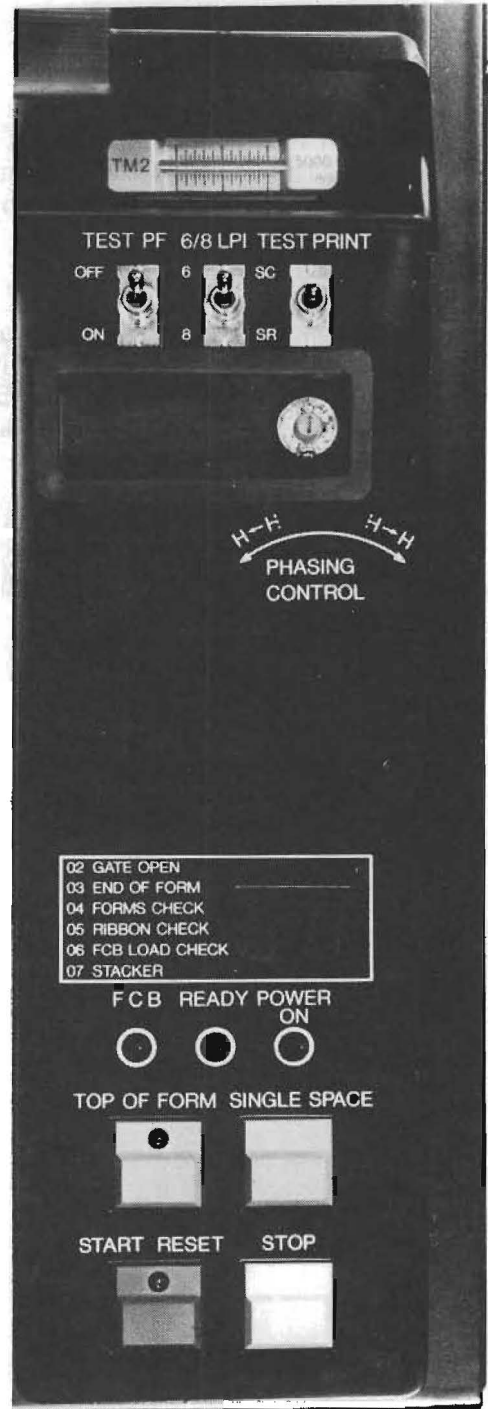 TM2 5000
TEST PF 6/8 LPI TEST PRINT
OFF 6 SC
ON 8 SR
H←H H→H
PHASING
CONTROL
02 GATE OPEN
03 END OF FORM
04 FORMS CHECK
05 RIBBON CHECK
06 FCB LOAD CHECK
07 STACKER
FCB READY POWER
ON
TOP OF FORM SINGLE SPACE
START RESET STOP